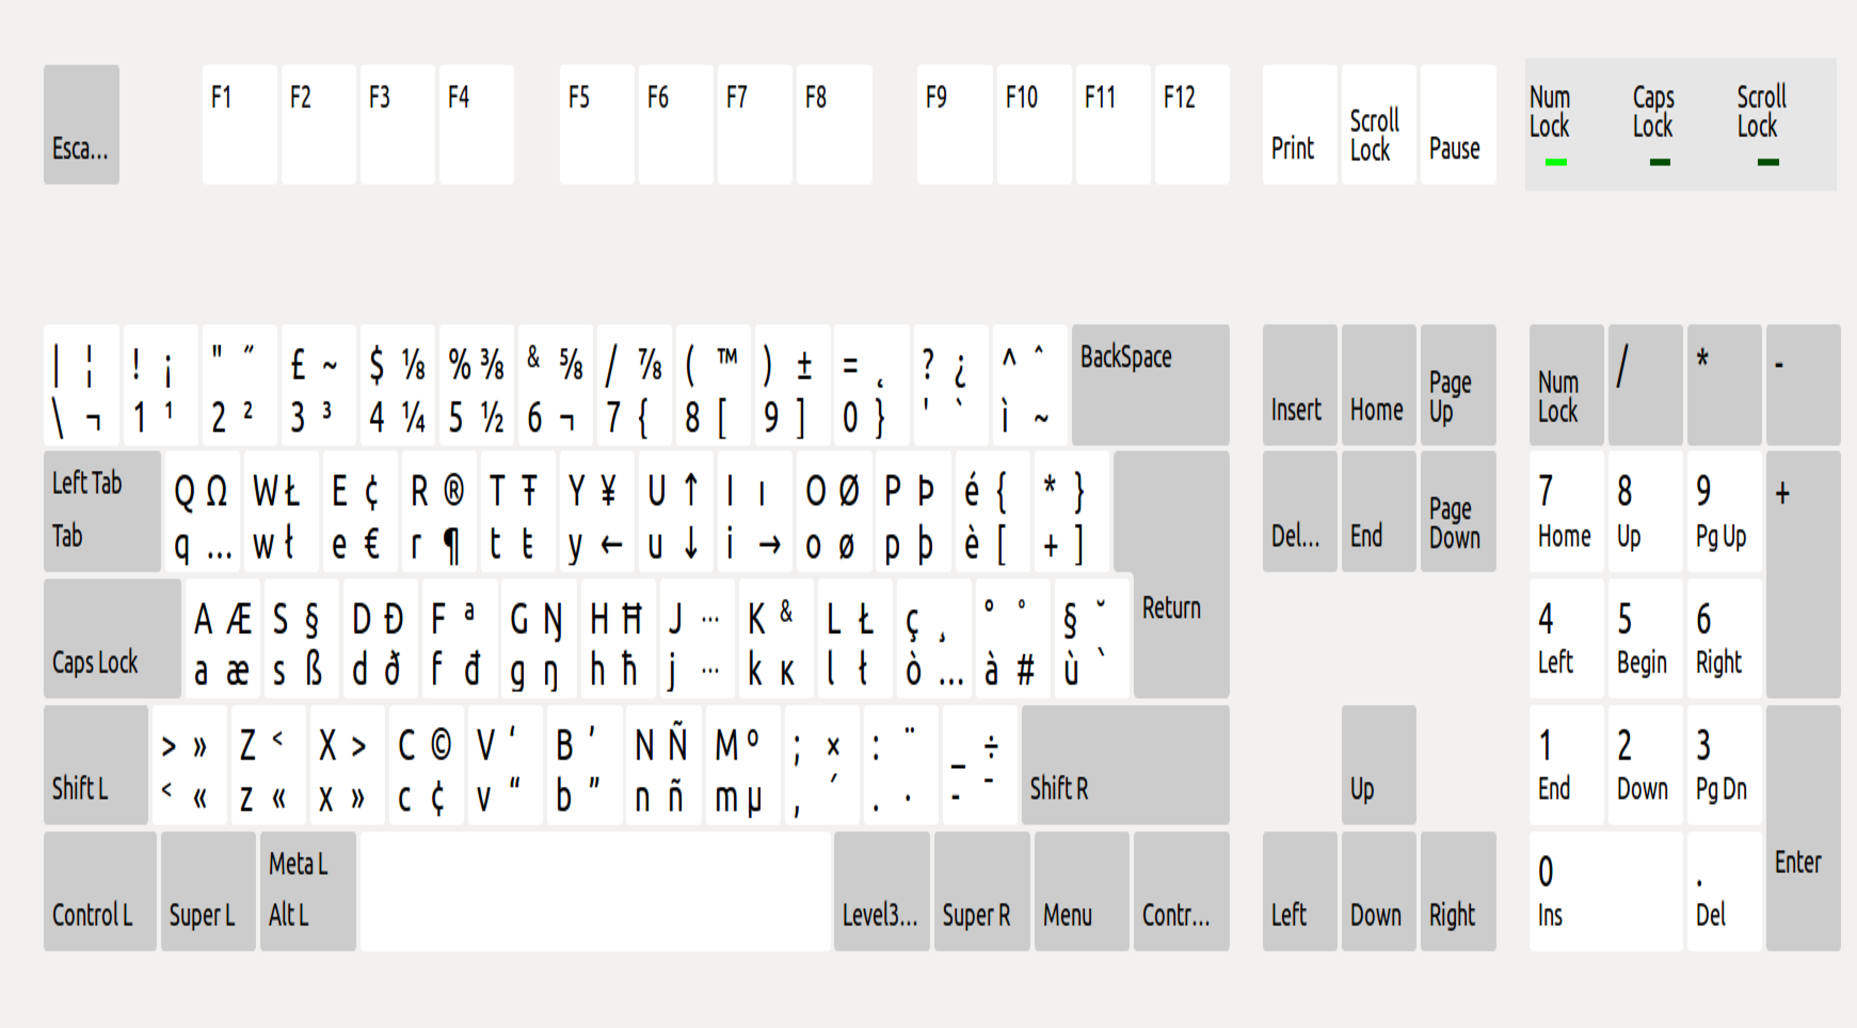 Esca... F1 F2 F3 F4 F5 F6 F7 F8 F9 F10 F11 F12 Print Scroll Lock Pause Num Lock Caps Lock Scroll Lock
| ¦ ! ¡ " ˝ £ ~ $ ⅛ % ⅜ & ⅝ / ⅞ ( ™ ) ± = ˛ ? ¿ ^ ˆ BackSpace Insert Home Page Up Num Lock / * -
\ ¬ 1 ¹ 2 ² 3 ³ 4 ¼ 5 ½ 6 ¬ 7 { 8 [ 9 ] 0 } ' ` ì ~
Left Tab Q Ω W Ł E ¢ R ® T Ŧ Y ¥ U ↑ I ı O Ø P Þ é { * } Return Del... End Page Down 7 8 9 +
Tab q ... w ł e € r ¶ t ŧ y ← u ↓ i → o ø p þ è [ + ] Home Up Pg Up
Caps Lock A Æ S § D Ð F ª G Ŋ H Ħ J ... K & L Ł ç ¸ ° ° § ˘ 4 5 6
a æ s ß d ð f đ g ŋ h ħ j ... k ĸ l ł ò ... à # ù ` Left Begin Right
Shift L > » Z < X > C © V ‘ B ’ N Ñ M º ; × : ¨ _ ÷ Shift R Up 1 2 3 Enter
< « z « x » c ¢ v “ b ” n ñ m µ , ´ . · - ¯ End Down Pg Dn
Control L Super L Meta L Level3... Super R Menu Contr... Left Down Right 0 .
Alt L Ins Del